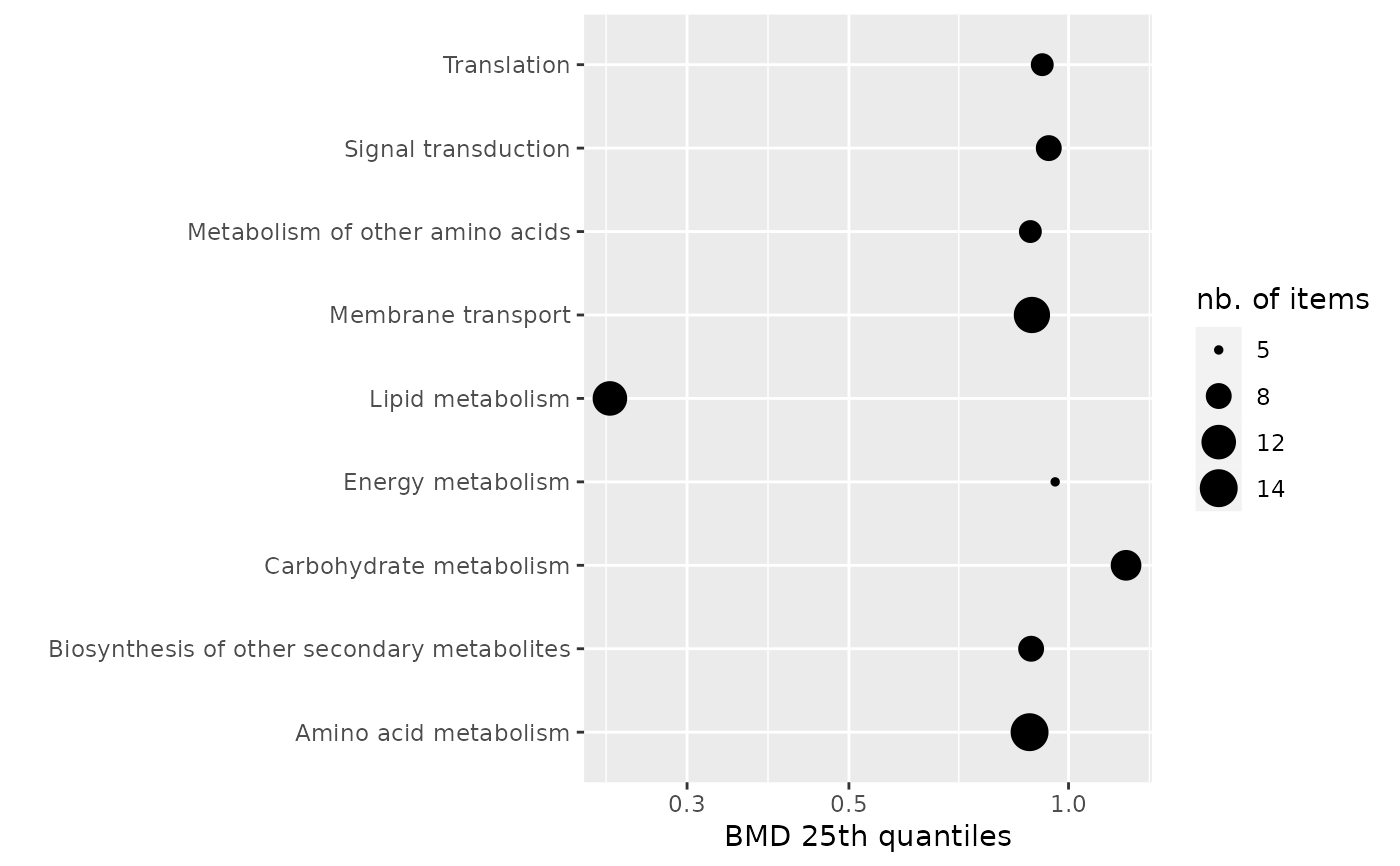 Translation
Signal transduction
Metabolism of other amino acids
Membrane transport
Lipid metabolism
Energy metabolism
Carbohydrate metabolism
Biosynthesis of other secondary metabolites
Amino acid metabolism
0.3
0.5
1.0
BMD 25th quantiles
nb. of items
5
8
12
14